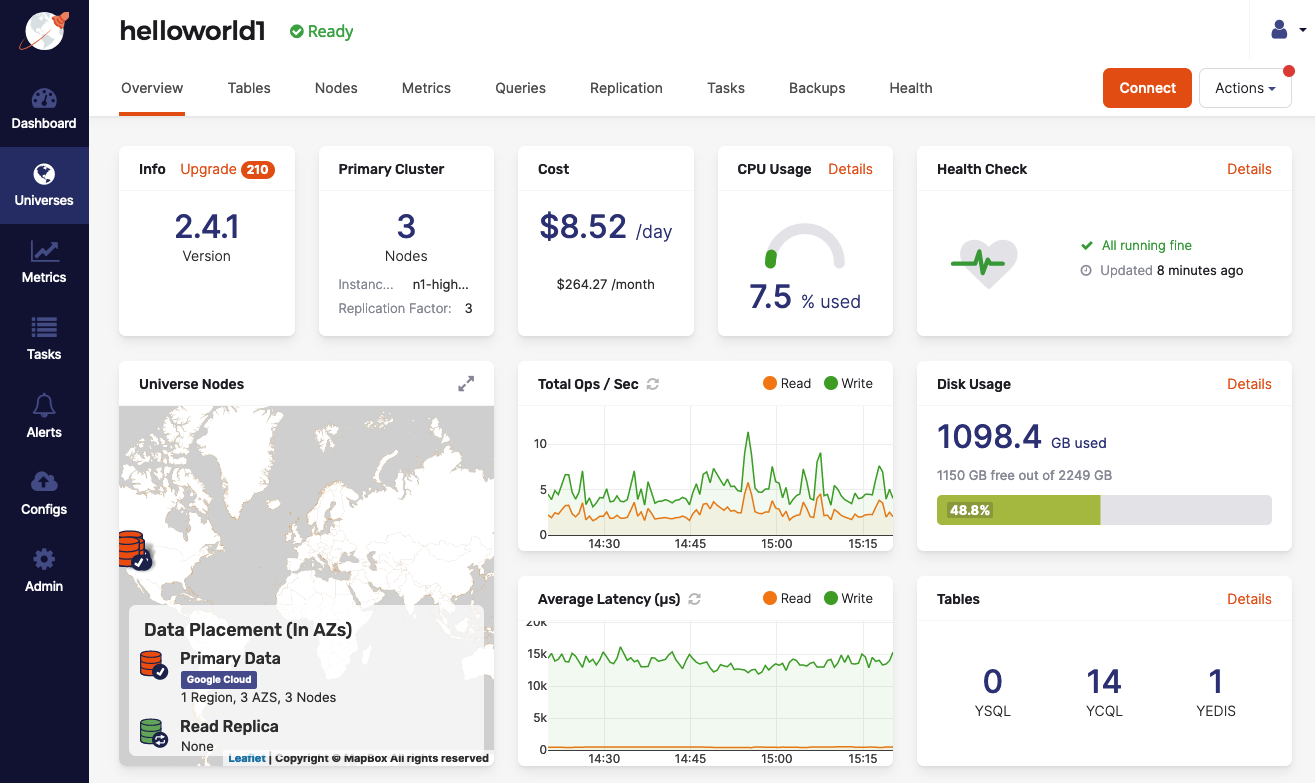 helloworld1
Ready
Overview
Tables
Nodes
Metrics
Queries
Replication
Tasks
Backups
Health
Connect
Actions
Dashboard
Universes
Metrics
Tasks
Alerts
Configs
Admin
Info Upgrade 210
2.4.1
Version
Primary Cluster
3
Nodes
Instanc... n1-high...
Replication Factor: 3
Cost
$8.52 /day
$264.27 /month
CPU Usage Details
7.5 % used
Health Check Details
All running fine
Updated 8 minutes ago
Universe Nodes
Data Placement (In AZs)
Primary Data
Google Cloud
1 Region, 3 AZS, 3 Nodes
Read Replica
None
Leaflet | Copyright © MapBox All rights reserved
Total Ops / Sec Read Write
10
5
0
14:30 14:45 15:00 15:15
Average Latency (µs) Read Write
20k
15k
10k
5k
0
14:30 14:45 15:00 15:15
Disk Usage Details
1098.4 GB used
1150 GB free out of 2249 GB
48.8%
Tables Details
0 14 1
YSQL YCQL YEDIS